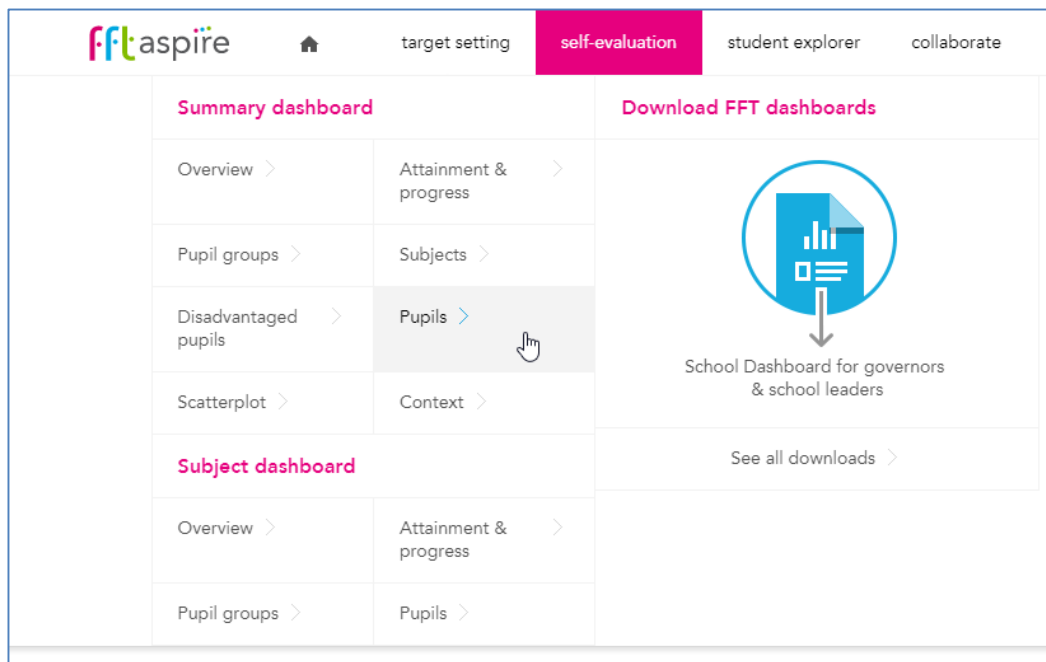 fft aspire
target setting
self-evaluation
student explorer
collaborate
Summary dashboard
Overview
Attainment &
progress
Pupil groups
Subjects
Disadvantaged
pupils
Pupils
Scatterplot
Context
Subject dashboard
Overview
Attainment &
progress
Pupil groups
Pupils
Download FFT dashboards
School Dashboard for governors
& school leaders
See all downloads